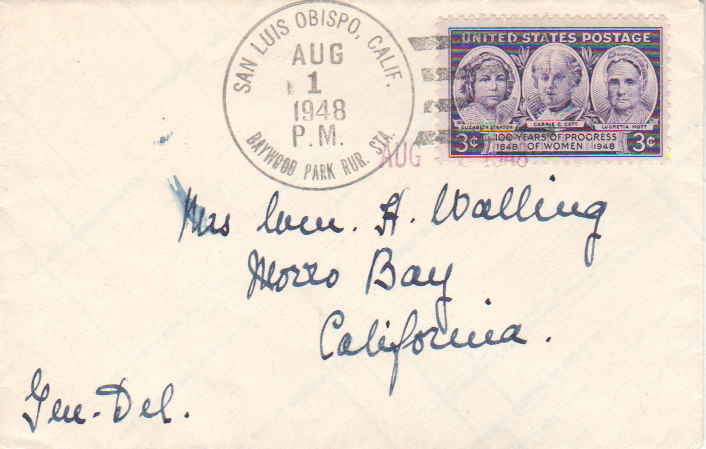 SAN LUIS OBISPO, CALIF.
AUG
1
1948
P.M.
BAYWOOD PARK RUR. STA.
UNITED STATES POSTAGE
ELIZABETH STANTON CARRIE C. CATT LUCRETIA MOTT
3¢ 100 YEARS OF PROGRESS 3¢
1848 OF WOMEN 1948
AUG 1948
Mrs Wm. H. Walling
Morro Bay
California.
Gen. Del.